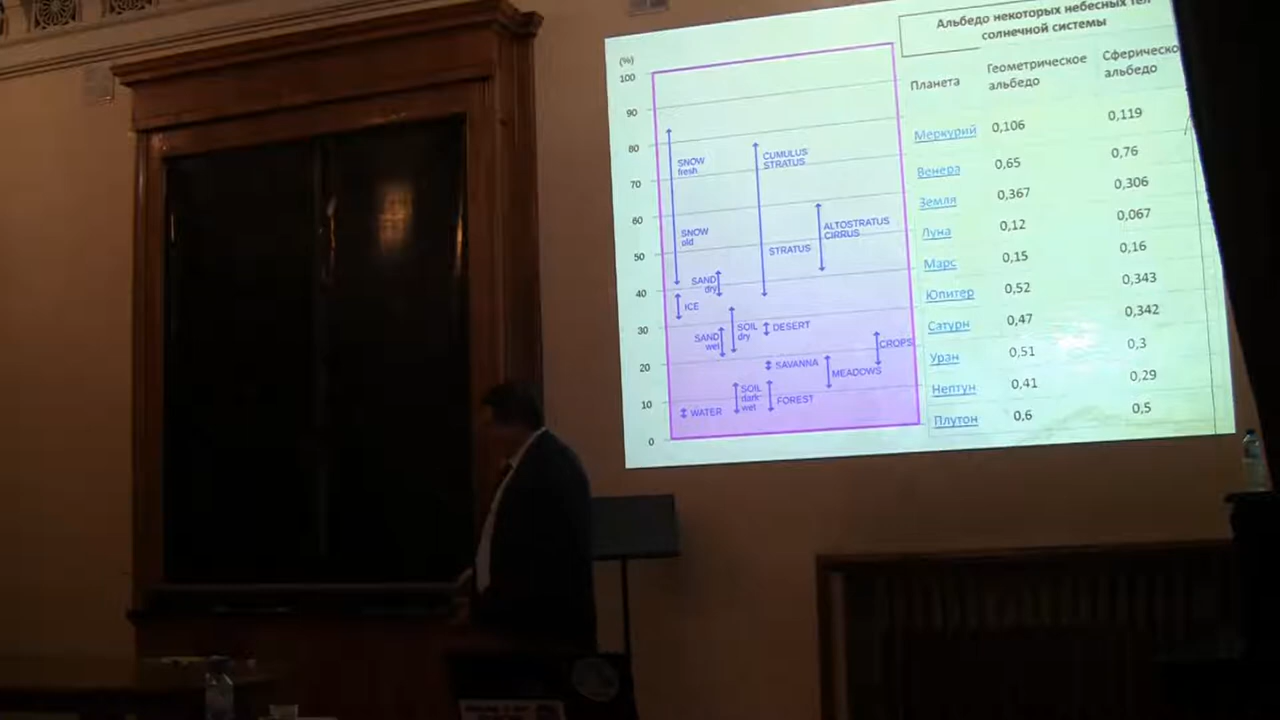 (%)
100
90
80
70
60
50
40
30
20
10
0
SNOW
fresh
SNOW
old
CUMULUS
STRATUS
STRATUS
ALTOSTRATUS
CIRRUS
SAND
dry
ICE
SAND
wet
SOIL
dry
DESERT
CROPS
SAVANNA
MEADOWS
WATER
SOIL
dark
wet
FOREST
Альбедо некоторых небесных тел
солнечной системы
Планета Геометрическое альбедо Сферическо альбедо
Меркурий 0,106 0,119
Венера 0,65 0,76
Земля 0,367 0,306
Луна 0,12 0,067
Марс 0,15 0,16
Юпитер 0,52 0,343
Сатурн 0,47 0,342
Уран 0,51 0,3
Нептун 0,41 0,29
Плутон 0,6 0,5